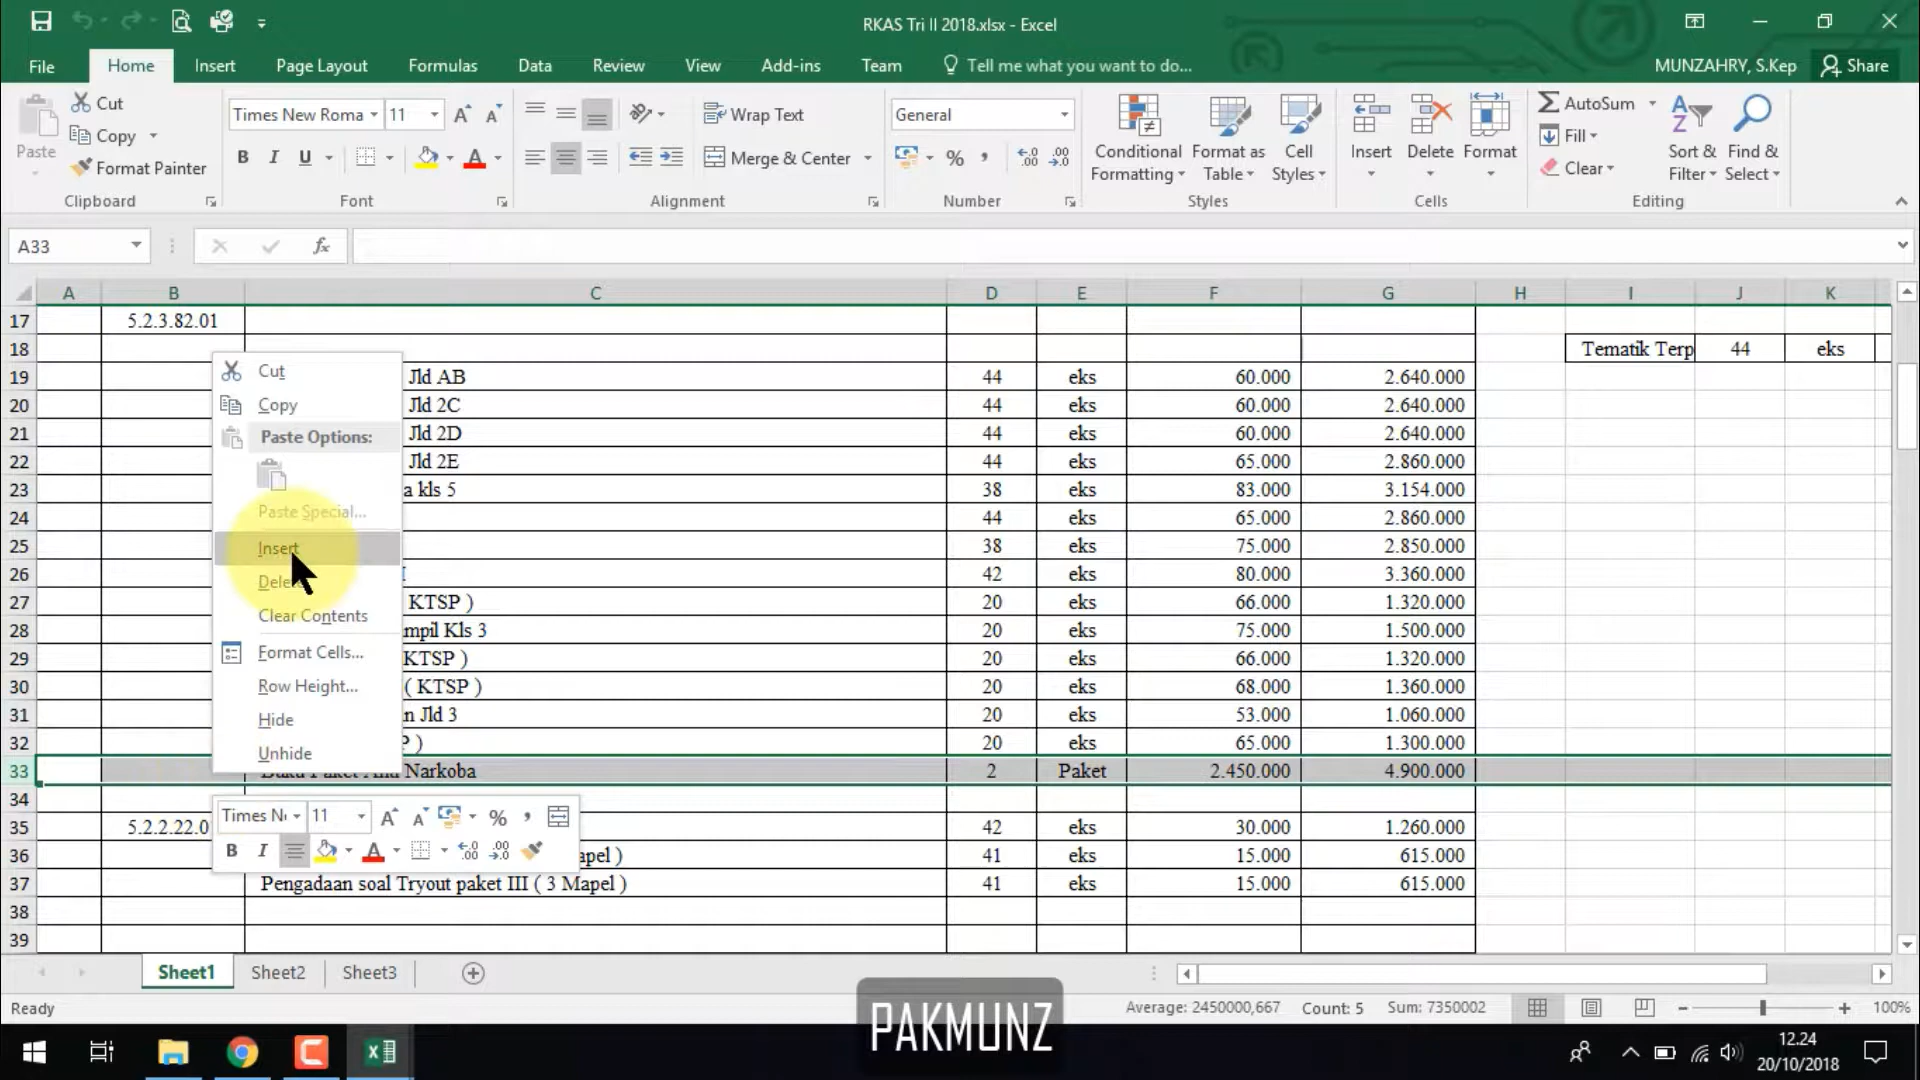 RKAS Tri II 2018.xlsx - Excel
File Home Insert Page Layout Formulas Data Review View Add-ins Team Tell me what you want to do... MUNZAHRY, S.Kep Share
Paste Cut Copy Format Painter Clipboard
Times New Roma 11 B I U Font
Wrap Text Merge & Center Alignment
General % , Number
Conditional Formatting Format as Table Cell Styles Styles
Insert Delete Format Cells
AutoSum Fill Clear Sort & Filter Find & Select Editing
A33 fx
A B C D E F G H I J K
17 5.2.3.82.01
18 Tematik Terp 44 eks
19 Jld AB 44 eks 60.000 2.640.000
20 Jld 2C 44 eks 60.000 2.640.000
21 Jld 2D 44 eks 60.000 2.640.000
22 Jld 2E 44 eks 65.000 2.860.000
23 a kls 5 38 eks 83.000 3.154.000
24 44 eks 65.000 2.860.000
25 38 eks 75.000 2.850.000
26 42 eks 80.000 3.360.000
27 KTSP ) 20 eks 66.000 1.320.000
28 mpil Kls 3 20 eks 75.000 1.500.000
29 KTSP ) 20 eks 66.000 1.320.000
30 ( KTSP ) 20 eks 68.000 1.360.000
31 n Jld 3 20 eks 53.000 1.060.000
32 P ) 20 eks 65.000 1.300.000
33 Narkoba 2 Paket 2.450.000 4.900.000
34
35 5.2.2.22.0 42 eks 30.000 1.260.000
36 apel ) 41 eks 15.000 615.000
37 Pengadaan soal Tryout paket III ( 3 Mapel ) 41 eks 15.000 615.000
38
39
Cut
Copy
Paste Options:
Paste Special...
Insert
Delete
Clear Contents
Format Cells...
Row Height...
Hide
Unhide
Times N 11 % ,
B I A
Sheet1 Sheet2 Sheet3
Ready Average: 2450000,667 Count: 5 Sum: 7350002 100%
PAKMUNZ
12.24
20/10/2018